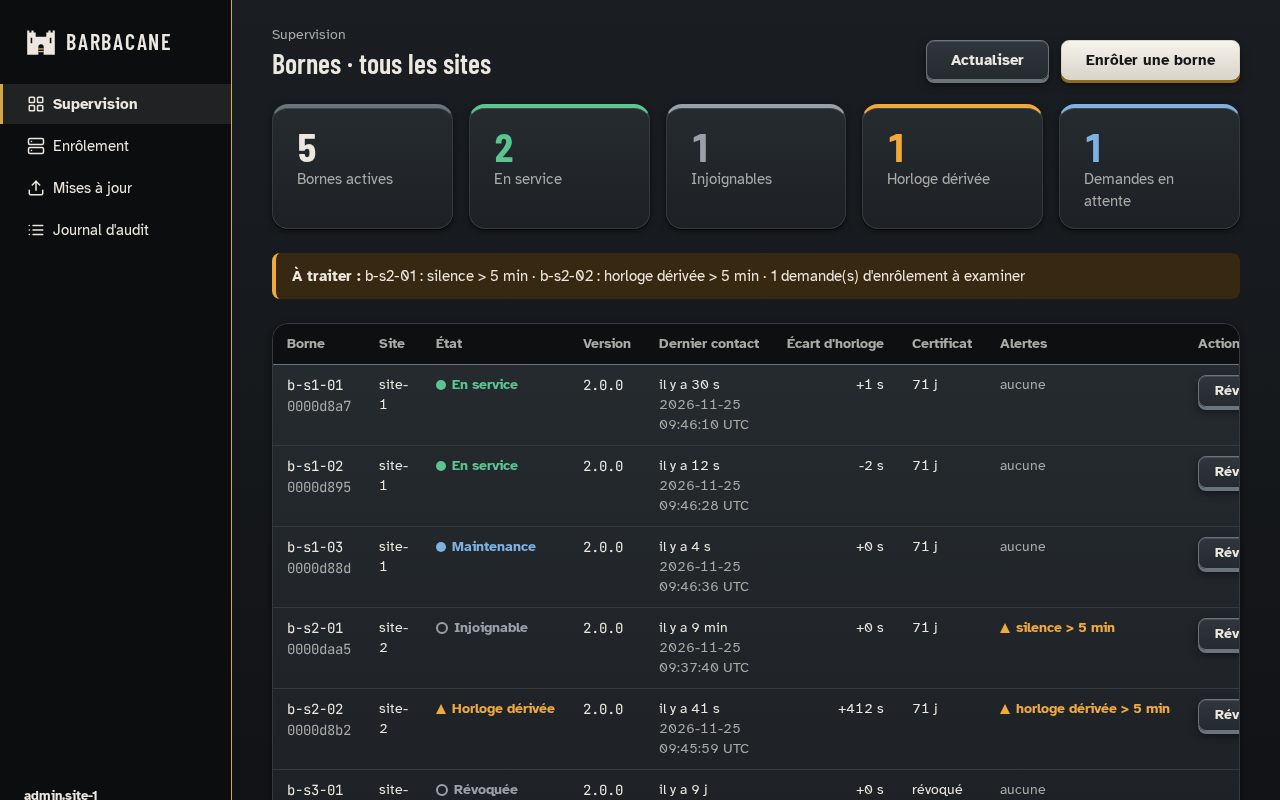 BARBACANE
Supervision
Enrôlement
Mises à jour
Journal d'audit
admin.site-1
Supervision
Bornes · tous les sites
Actualiser
Enrôler une borne
5
Bornes actives
2
En service
1
Injoignables
1
Horloge dérivée
1
Demandes en
attente
À traiter : b-s2-01 : silence > 5 min · b-s2-02 : horloge dérivée > 5 min · 1 demande(s) d'enrôlement à examiner
Borne Site État Version Dernier contact Écart d'horloge Certificat Alertes Action
b-s1-01 site- En service 2.0.0 il y a 30 s +1 s 71 j aucune Rév
0000d8a7 1 2026-11-25
09:46:10 UTC
b-s1-02 site- En service 2.0.0 il y a 12 s -2 s 71 j aucune Rév
0000d895 1 2026-11-25
09:46:28 UTC
b-s1-03 site- Maintenance 2.0.0 il y a 4 s +0 s 71 j aucune Rév
0000d88d 1 2026-11-25
09:46:36 UTC
b-s2-01 site- Injoignable 2.0.0 il y a 9 min +0 s 71 j silence > 5 min Rév
0000daa5 2 2026-11-25
09:37:40 UTC
b-s2-02 site- Horloge dérivée 2.0.0 il y a 41 s +412 s 71 j horloge dérivée > 5 min Rév
0000d8b2 2 2026-11-25
09:45:59 UTC
b-s3-01 site- Révoquée 2.0.0 il y a 9 j +0 s révoqué aucune